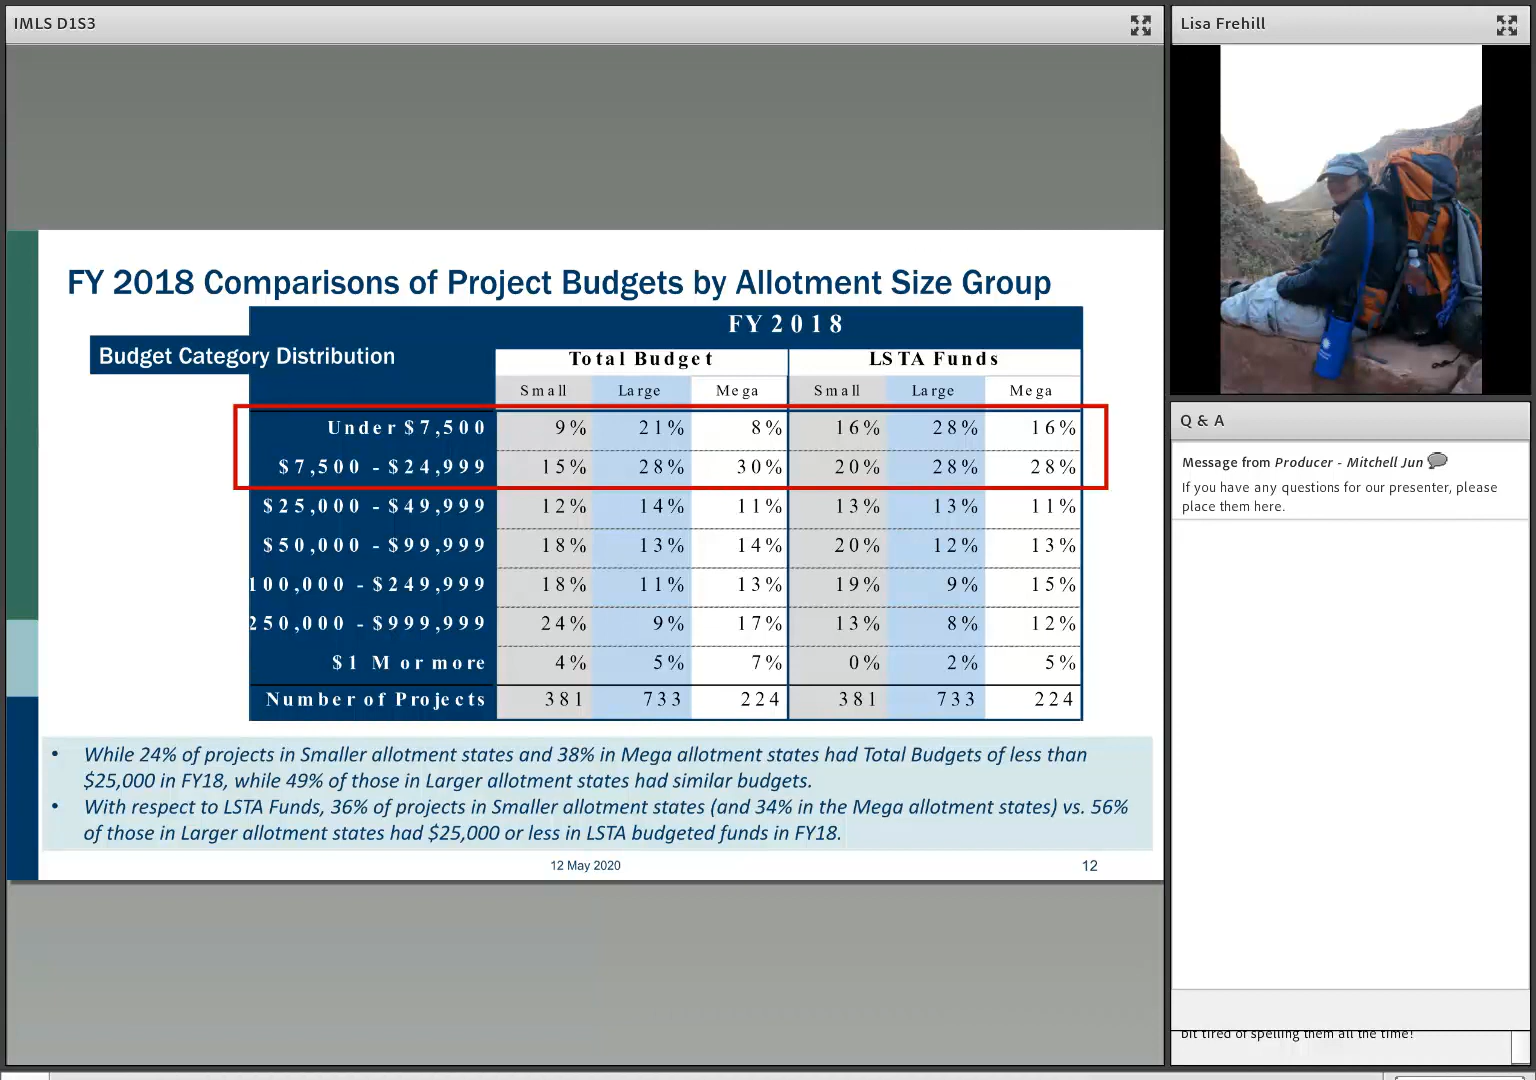 IMLS D1S3
Lisa Frehill
FY 2018 Comparisons of Project Budgets by Allotment Size Group
FY 2018
Budget Category Distribution
Total Budget LSTA Funds
Small Large Mega Small Large Mega
Under $7,500 9% 21% 8% 16% 28% 16%
$7,500 - $24,999 15% 28% 30% 20% 28% 28%
$25,000 - $49,999 12% 14% 11% 13% 13% 11%
$50,000 - $99,999 18% 13% 14% 20% 12% 13%
100,000 - $249,999 18% 11% 13% 19% 9% 15%
250,000 - $999,999 24% 9% 17% 13% 8% 12%
$1 M or more 4% 5% 7% 0% 2% 5%
Number of Projects 381 733 224 381 733 224
• While 24% of projects in Smaller allotment states and 38% in Mega allotment states had Total Budgets of less than
$25,000 in FY18, while 49% of those in Larger allotment states had similar budgets.
• With respect to LSTA Funds, 36% of projects in Smaller allotment states (and 34% in the Mega allotment states) vs. 56%
of those in Larger allotment states had $25,000 or less in LSTA budgeted funds in FY18.
12 May 2020 12
Q & A
Message from Producer - Mitchell Jun
If you have any questions for our presenter, please
place them here.
bit tired of spelling them all the time!